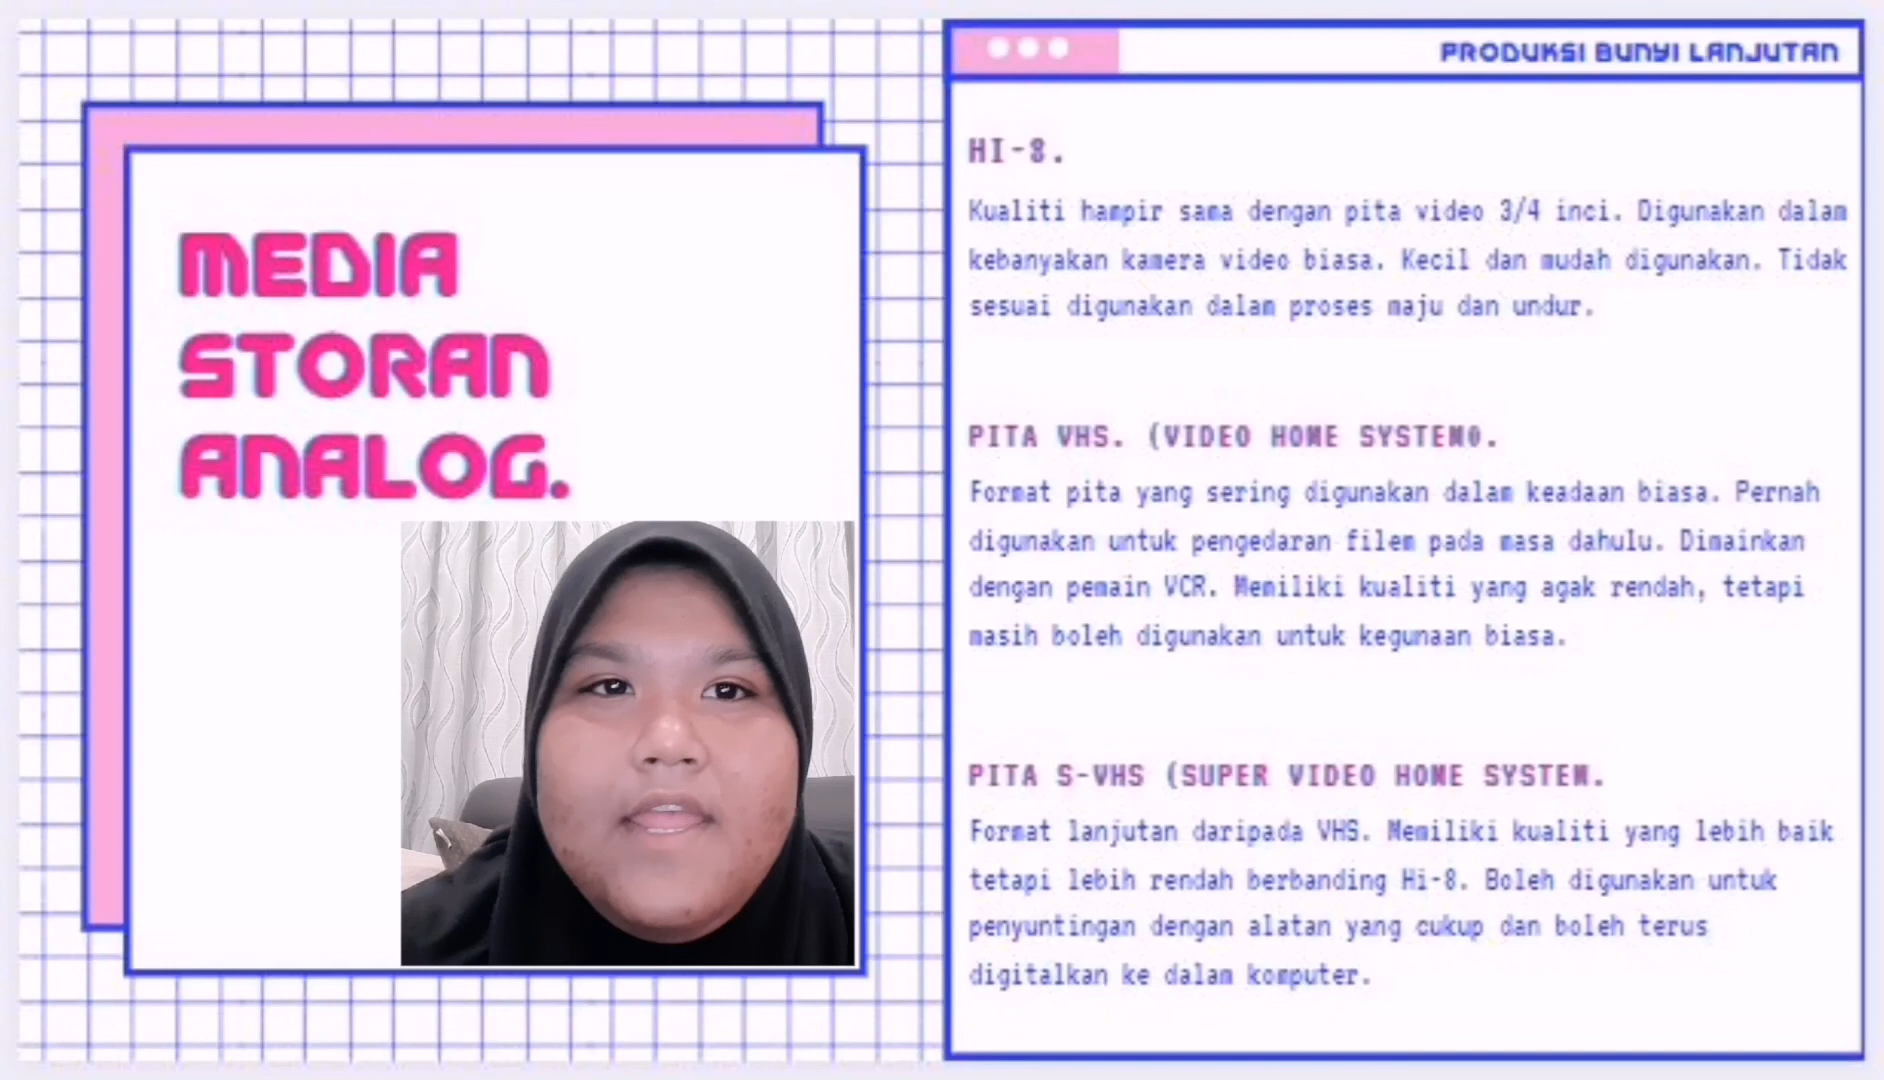 MEDIA
STORAN
ANALOG.
PRODUKSI BUNYI LANJUTAN
HI-8.
Kualiti hampir sama dengan pita video 3/4 inci. Digunakan dalam
kebanyakan kamera video biasa. Kecil dan mudah digunakan. Tidak
sesuai digunakan dalam proses maju dan undur.
PITA VHS. (VIDEO HOME SYSTEM0.
Format pita yang sering digunakan dalam keadaan biasa. Pernah
digunakan untuk pengedaran filem pada masa dahulu. Dimainkan
dengan pemain VCR. Memiliki kualiti yang agak rendah, tetapi
masih boleh digunakan untuk kegunaan biasa.
PITA S-VHS (SUPER VIDEO HOME SYSTEM.
Format lanjutan daripada VHS. Memiliki kualiti yang lebih baik
tetapi lebih rendah berbanding Hi-8. Boleh digunakan untuk
penyuntingan dengan alatan yang cukup dan boleh terus
digitalkan ke dalam komputer.